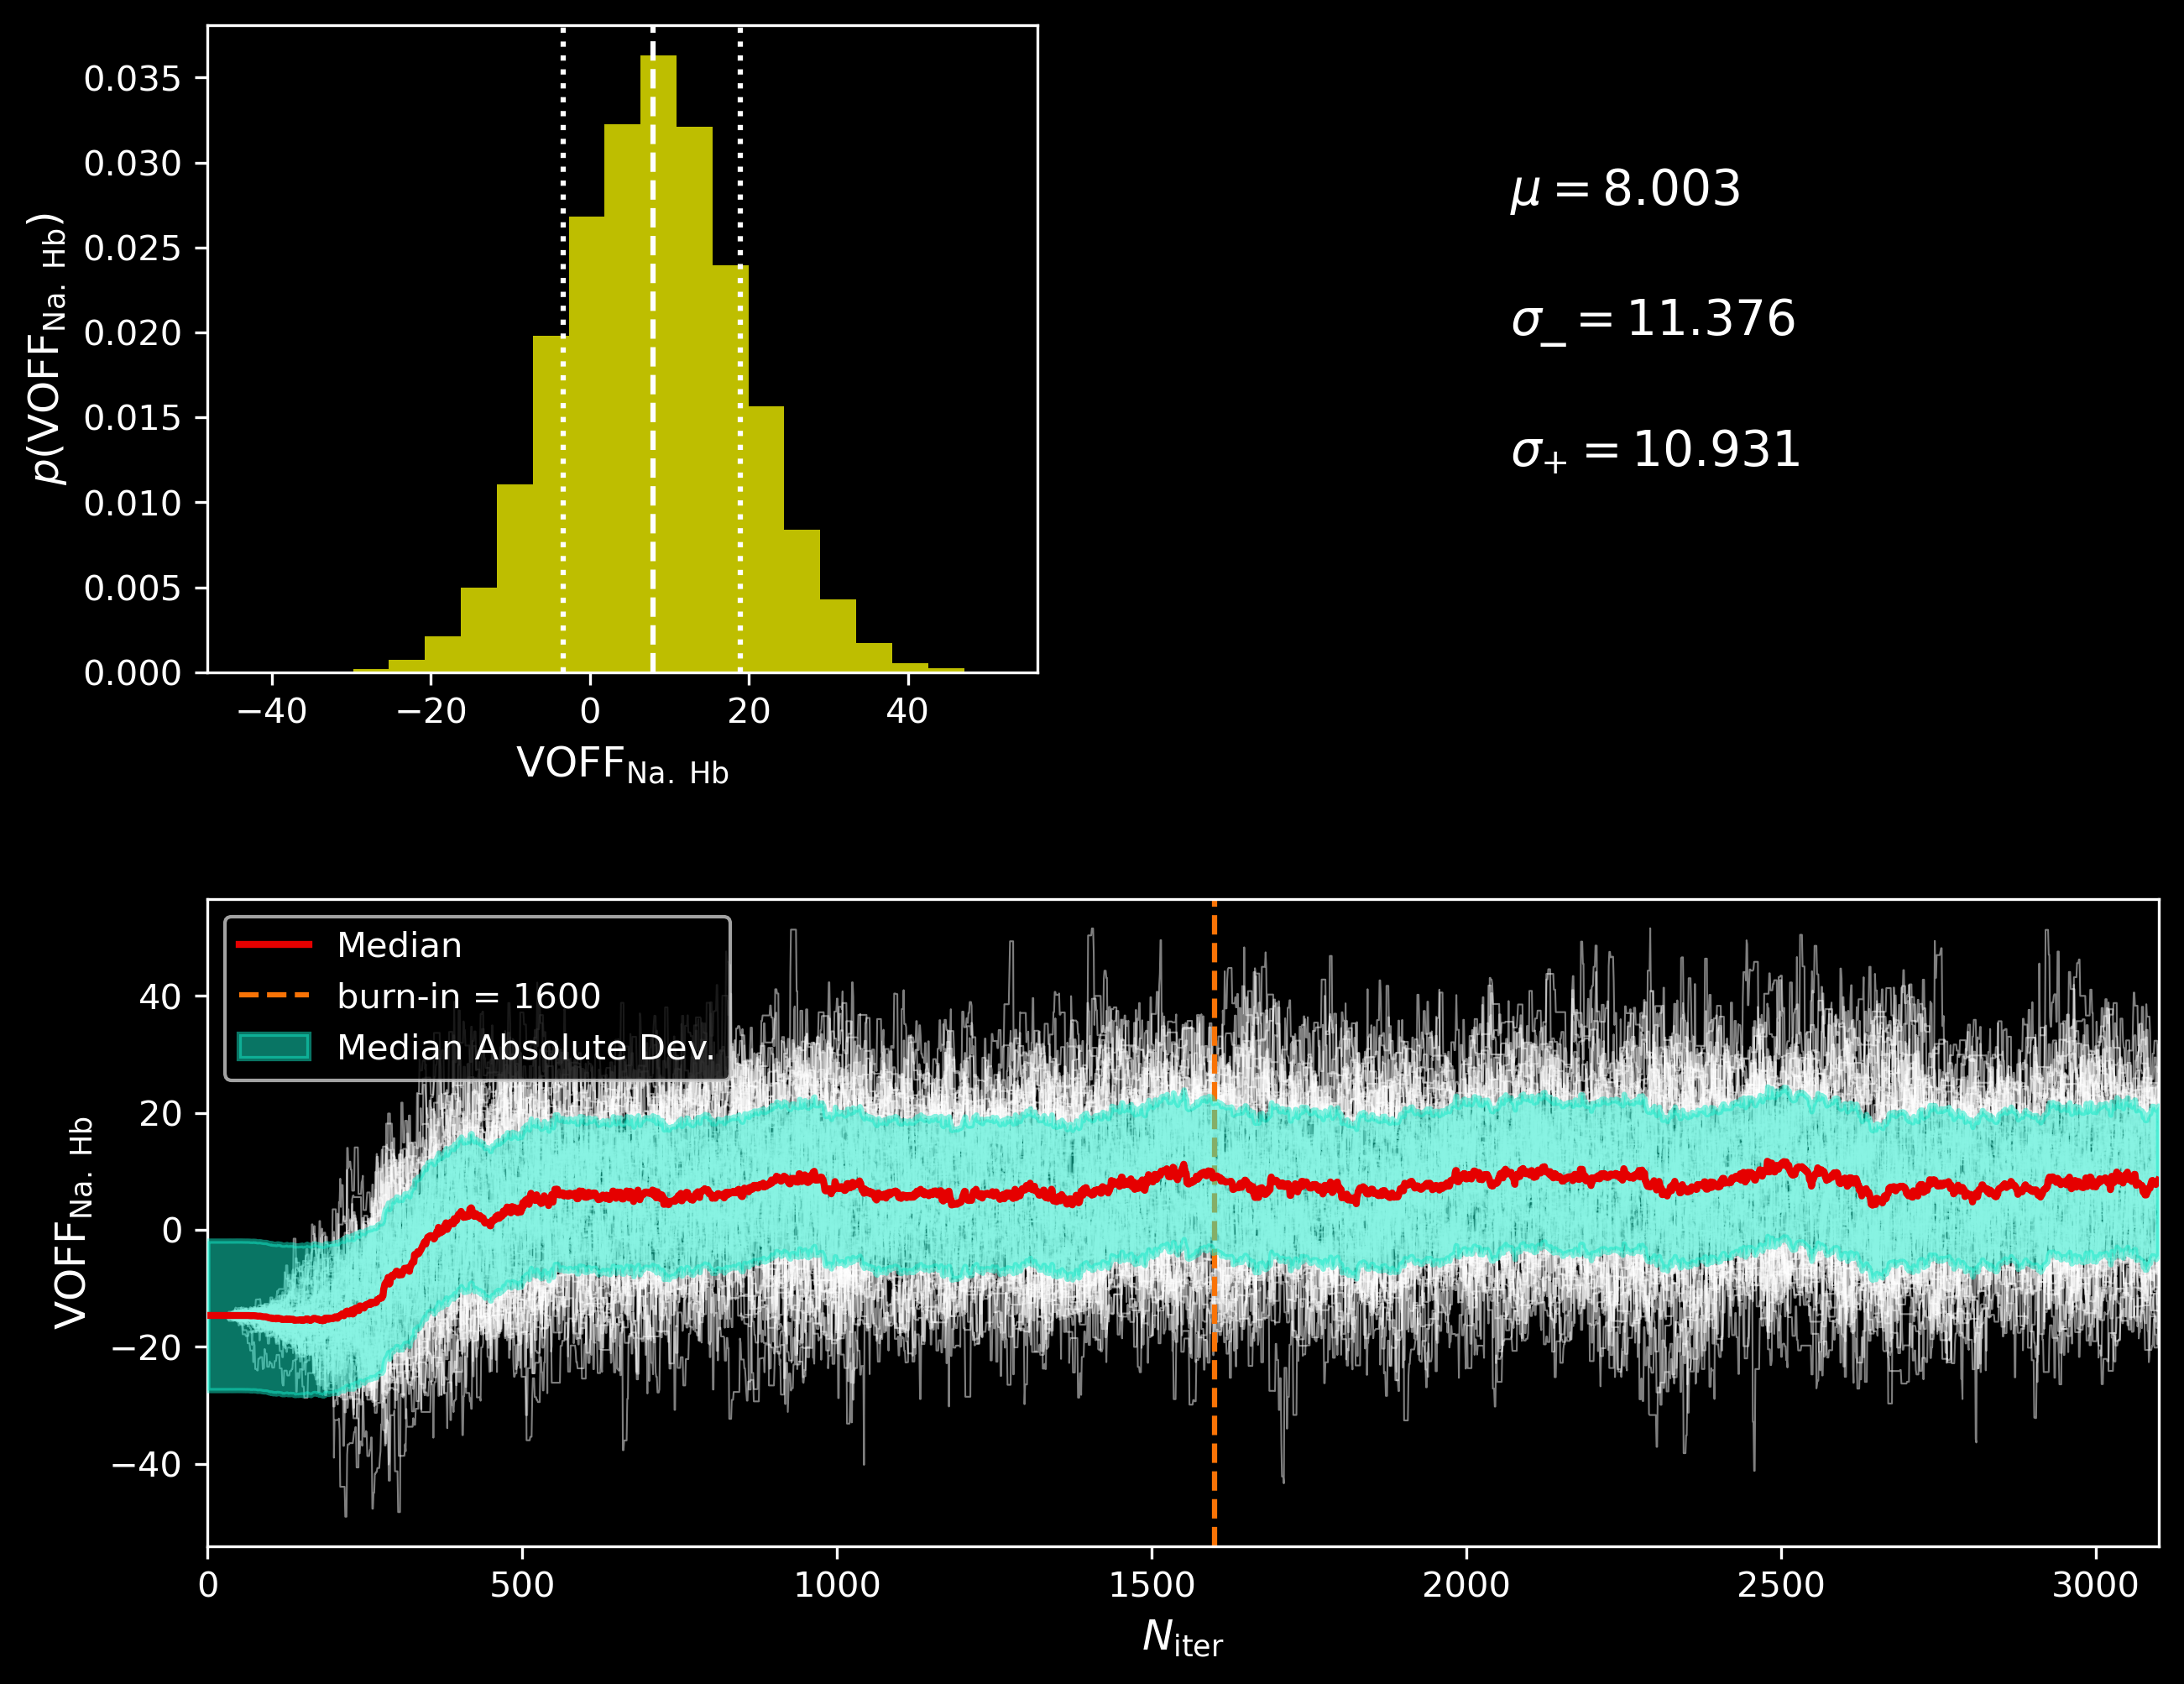 0.035
0.030
0.025
0.020
0.015
0.010
0.005
0.000
p(VOFF_Na. Hb)
−40 −20 0 20 40
VOFF_Na. Hb
μ = 8.003
σ_− = 11.376
σ_+ = 10.931
Median
burn-in = 1600
Median Absolute Dev.
40
20
0
−20
−40
VOFF_Na. Hb
0 500 1000 1500 2000 2500 3000
N_iter